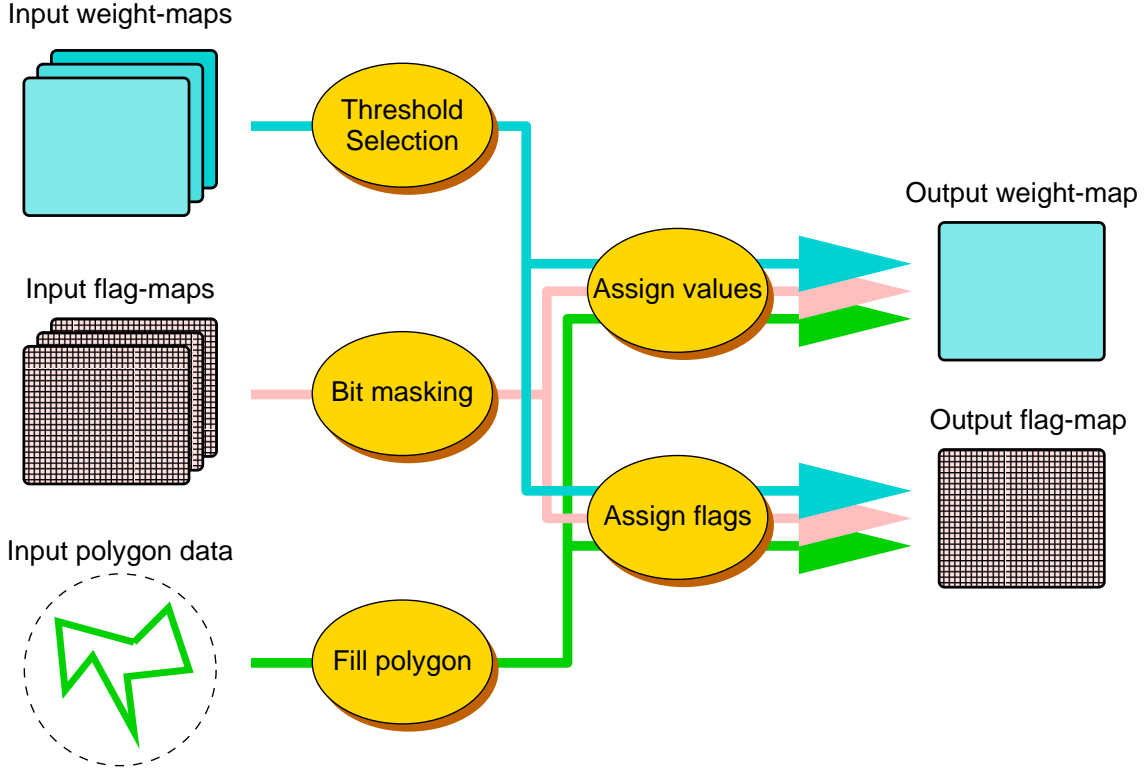 Input weight-maps
Threshold
Selection
Output weight-map
Input flag-maps
Assign values
Bit masking
Output flag-map
Assign flags
Input polygon data
Fill polygon